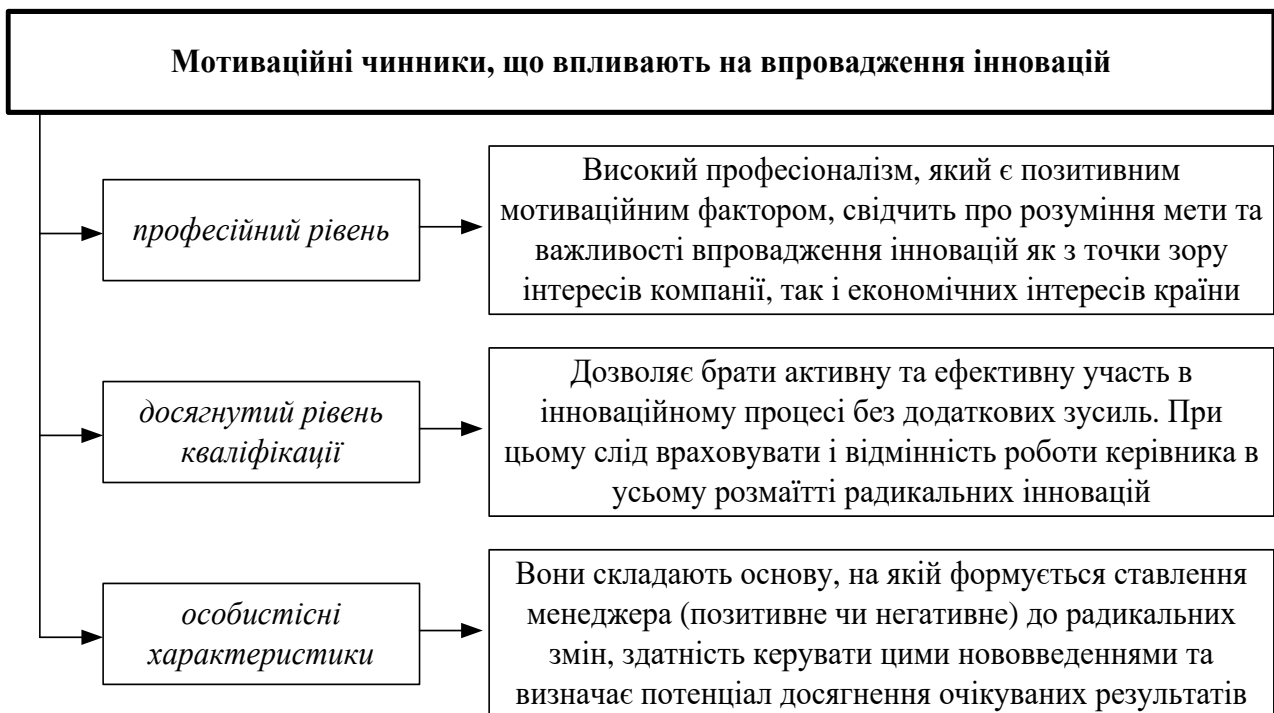 Мотиваційні чинники, що впливають на впровадження інновацій
професійний рівень
Високий професіоналізм, який є позитивним
мотиваційним фактором, свідчить про розуміння мети та
важливості впровадження інновацій як з точки зору
інтересів компанії, так і економічних інтересів країни
досягнутий рівень
кваліфікації
Дозволяє брати активну та ефективну участь в
інноваційному процесі без додаткових зусиль. При
цьому слід враховувати і відмінність роботи керівника в
усьому розмаїтті радикальних інновацій
особистісні
характеристики
Вони складають основу, на якій формується ставлення
менеджера (позитивне чи негативне) до радикальних
змін, здатність керувати цими нововведеннями та
визначає потенціал досягнення очікуваних результатів